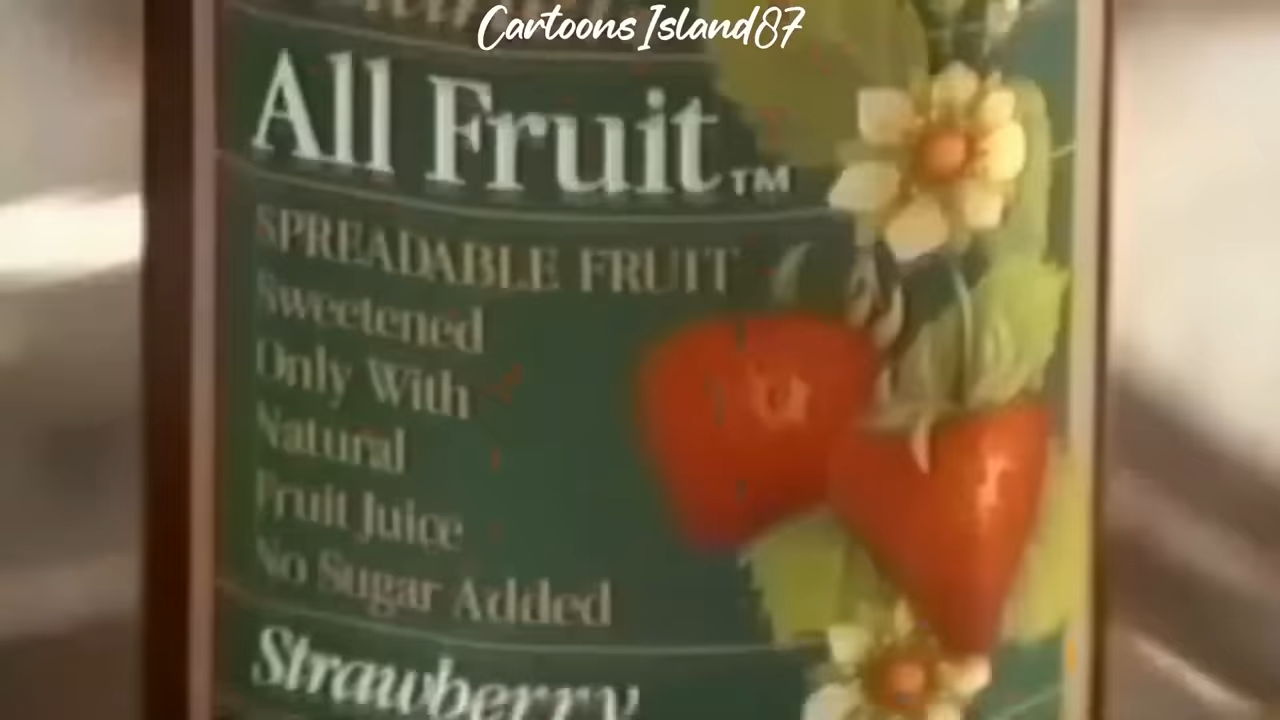 Cartoons Island87
All Fruit™
SPREADABLE FRUIT
Sweetened
Only With
Natural
Fruit Juice
No Sugar Added
Strawberry